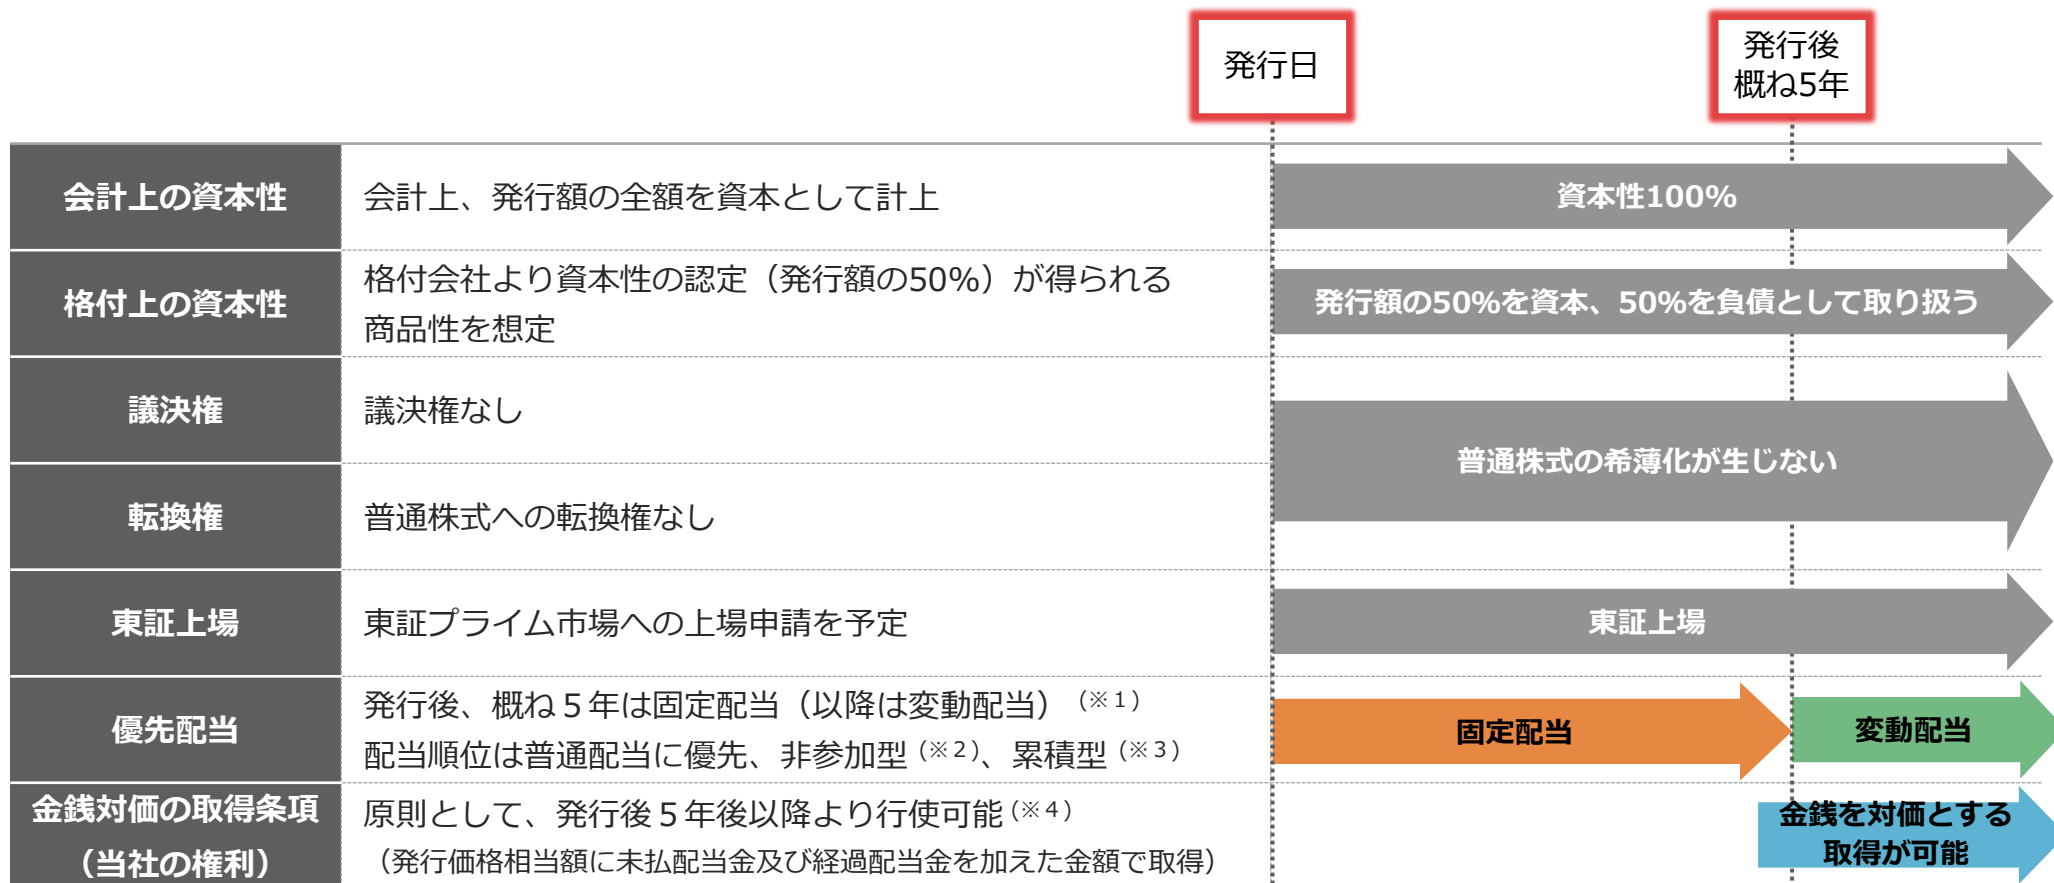 発行日
発行後
概ね5年
会計上の資本性
会計上、発行額の全額を資本として計上
資本性100%
格付上の資本性
格付会社より資本性の認定（発行額の50%）が得られる
商品性を想定
発行額の50%を資本、50%を負債として取り扱う
議決権
議決権なし
普通株式の希薄化が生じない
転換権
普通株式への転換権なし
東証上場
東証プライム市場への上場申請を予定
東証上場
優先配当
発行後、概ね５年は固定配当（以降は変動配当）（※１）
配当順位は普通配当に優先、非参加型（※２）、累積型（※３）
固定配当
変動配当
金銭対価の取得条項
（当社の権利）
原則として、発行後５年後以降より行使可能（※４）
（発行価格相当額に未払配当金及び経過配当金を加えた金額で取得）
金銭を対価とする
取得が可能